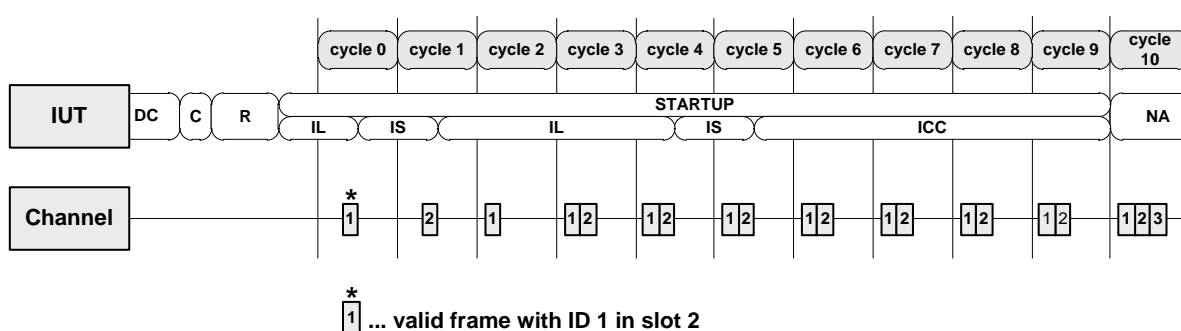 cycle 0 cycle 1 cycle 2 cycle 3 cycle 4 cycle 5 cycle 6 cycle 7 cycle 8 cycle 9 cycle 10
IUT DC C R STARTUP NA
IL IS IL IS ICC
*
Channel 1 2 1 1 2 1 2 1 2 1 2 1 2 1 2 1 2 1 2 3
*
1 ... valid frame with ID 1 in slot 2